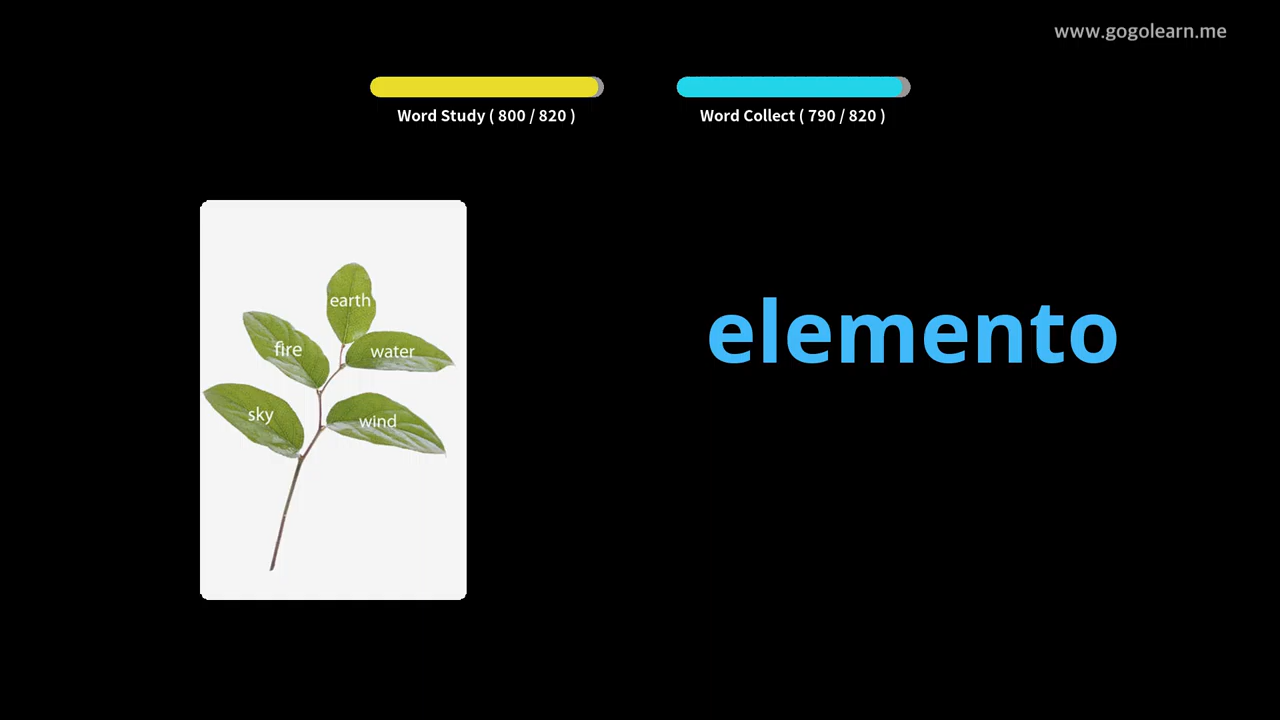 www.gogolearn.me
Word Study ( 800 / 820 )
Word Collect ( 790 / 820 )
earth
fire
water
sky
wind
elemento